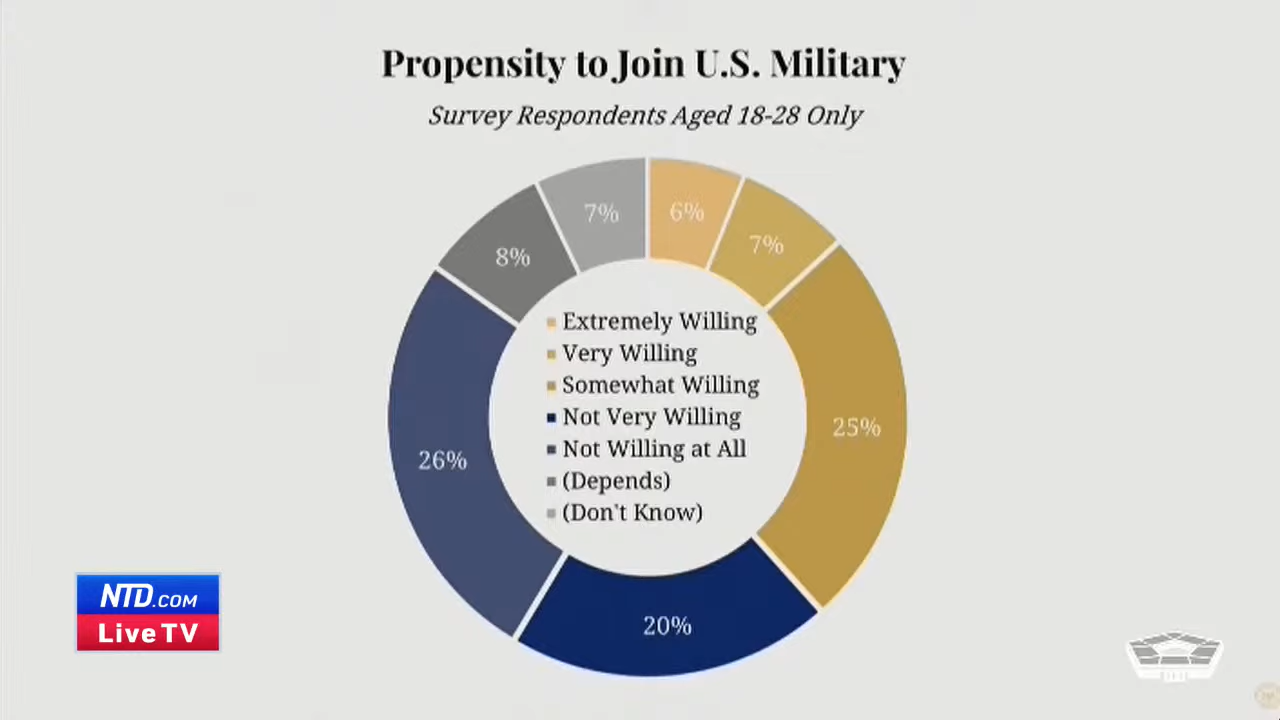 Propensity to Join U.S. Military
Survey Respondents Aged 18-28 Only
7%
6%
7%
8%
Extremely Willing
Very Willing
Somewhat Willing
Not Very Willing
Not Willing at All
(Depends)
(Don't Know)
25%
26%
20%
NTD.COM
Live TV